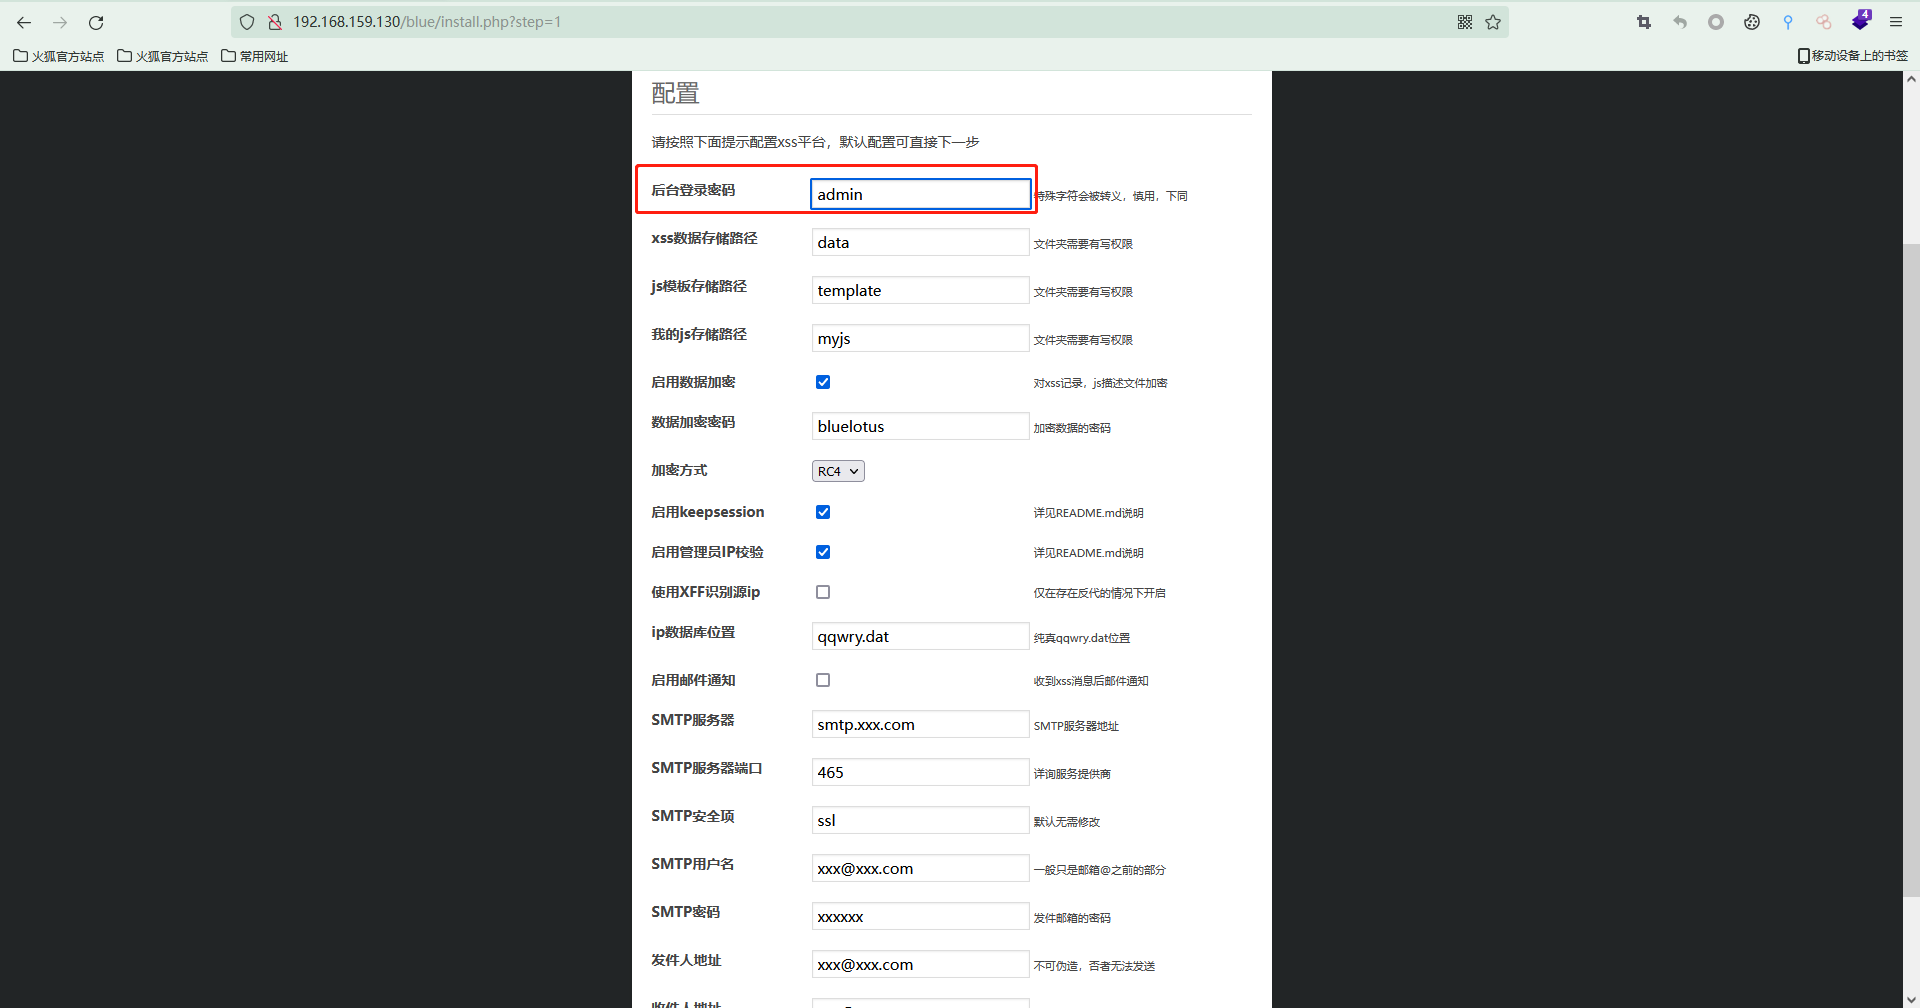 192.168.159.130/blue/install.php?step=1
4
火狐官方站点 火狐官方站点 常用网址 移动设备上的书签
配置
请按照下面提示配置xss平台，默认配置可直接下一步
后台登录密码 admin 特殊字符会被转义，慎用，下同
xss数据存储路径 data 文件夹需要有写权限
js模板存储路径 template 文件夹需要有写权限
我的js存储路径 myjs 文件夹需要有写权限
启用数据加密 对xss记录，js描述文件加密
数据加密密码 bluelotus 加密数据的密码
加密方式 RC4
启用keepsession 详见README.md说明
启用管理员IP校验 详见README.md说明
使用XFF识别源ip 仅在存在反代的情况下开启
ip数据库位置 qqwry.dat 纯真qqwry.dat位置
启用邮件通知 收到xss消息后邮件通知
SMTP服务器 smtp.xxx.com SMTP服务器地址
SMTP服务器端口 465 详询服务提供商
SMTP安全项 ssl 默认无需修改
SMTP用户名 xxx@xxx.com 一般只是邮箱@之前的部分
SMTP密码 xxxxxx 发件邮箱的密码
发件人地址 xxx@xxx.com 不可伪造，否者无法发送
收件人地址